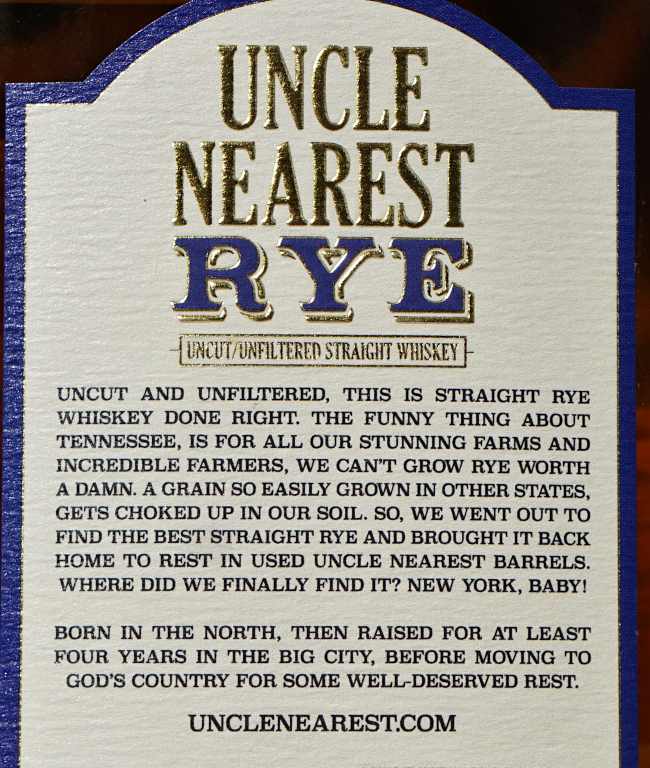 UNCLE
NEAREST
RYE
UNCUT/UNFILTERED STRAIGHT WHISKEY
UNCUT AND UNFILTERED, THIS IS STRAIGHT RYE
WHISKEY DONE RIGHT. THE FUNNY THING ABOUT
TENNESSEE, IS FOR ALL OUR STUNNING FARMS AND
INCREDIBLE FARMERS, WE CAN'T GROW RYE WORTH
A DAMN. A GRAIN SO EASILY GROWN IN OTHER STATES,
GETS CHOKED UP IN OUR SOIL. SO, WE WENT OUT TO
FIND THE BEST STRAIGHT RYE AND BROUGHT IT BACK
HOME TO REST IN USED UNCLE NEAREST BARRELS.
WHERE DID WE FINALLY FIND IT? NEW YORK, BABY!
BORN IN THE NORTH, THEN RAISED FOR AT LEAST
FOUR YEARS IN THE BIG CITY, BEFORE MOVING TO
GOD'S COUNTRY FOR SOME WELL-DESERVED REST.
UNCLENEAREST.COM